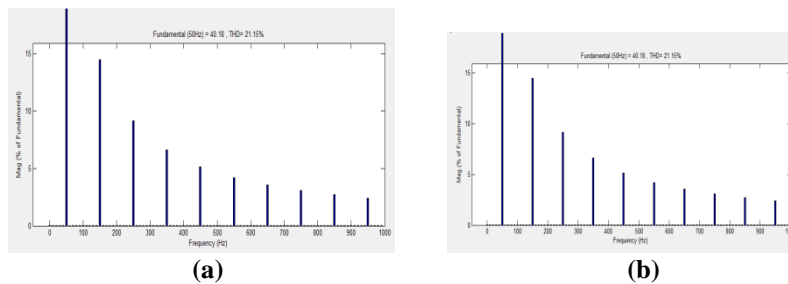 Fundamental (50Hz) = 40.18 , THD= 21.15%
15
10
5
0
Mag (% of Fundamental)
0 100 200 300 400 500 600 700 800 900 1000
Frequency (Hz)
(a)
Fundamental (50Hz) = 40.18 , THD= 21.15%
15
10
5
0
Mag (% of Fundamental)
0 100 200 300 400 500 600 700 800 900
Frequency (Hz)
(b)